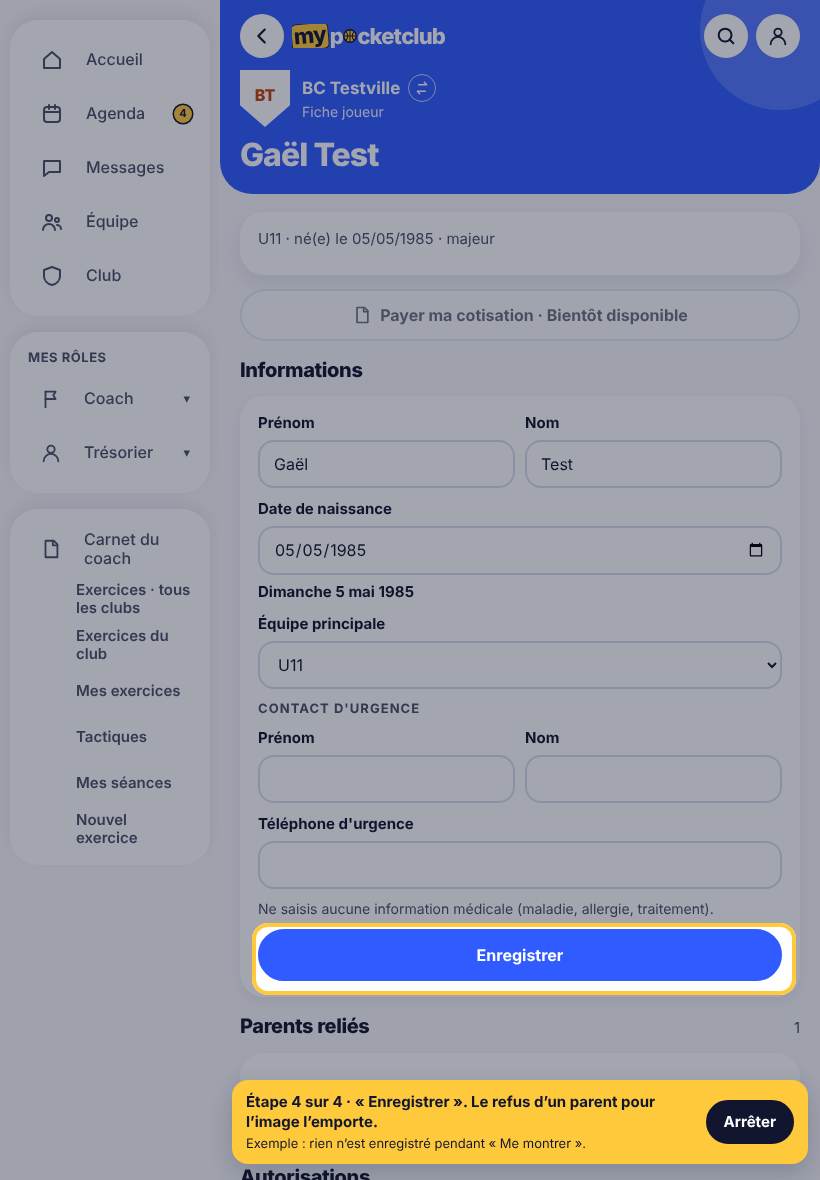 Accueil
Agenda 4
Messages
Équipe
Club
MES RÔLES
Coach ▾
Trésorier ▾
Carnet du
coach
Exercices · tous
les clubs
Exercices du
club
Mes exercices
Tactiques
Mes séances
Nouvel
exercice
mypocketclub
BT
BC Testville
Fiche joueur
Gaël Test
U11 · né(e) le 05/05/1985 · majeur
Payer ma cotisation · Bientôt disponible
Informations
Prénom Nom
Gaël Test
Date de naissance
05/05/1985
Dimanche 5 mai 1985
Équipe principale
U11
CONTACT D'URGENCE
Prénom Nom
Téléphone d'urgence
Ne saisis aucune information médicale (maladie, allergie, traitement).
Enregistrer
Parents reliés 1
Étape 4 sur 4 · « Enregistrer ». Le refus d’un parent pour
l’image l’emporte.
Exemple : rien n’est enregistré pendant « Me montrer ».
Arrêter
Autorisations